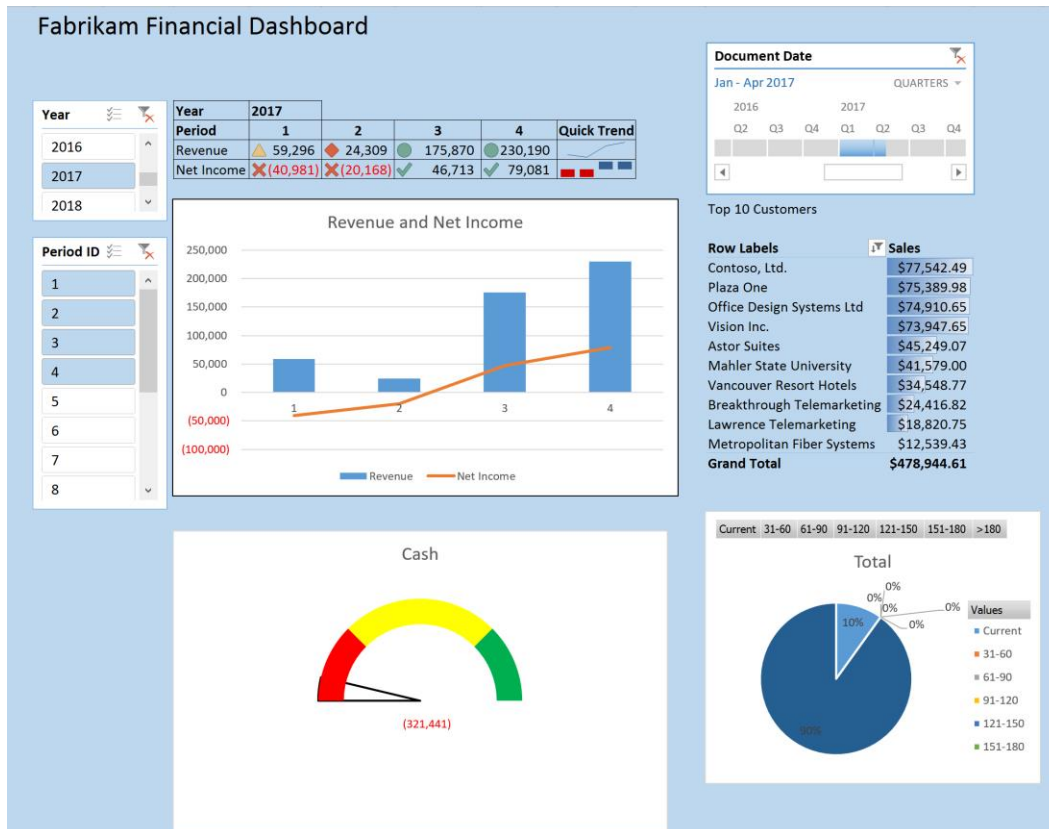 Fabrikam Financial Dashboard
Document Date
Jan - Apr 2017 QUARTERS
2016 2017
Q2 Q3 Q4 Q1 Q2 Q3 Q4
Year
2016
2017
2018
Year 2017
Period 1 2 3 4 Quick Trend
Revenue 59,296 24,309 175,870 230,190
Net Income (40,981) (20,168) 46,713 79,081
Period ID
1
2
3
4
5
6
7
8
Revenue and Net Income
250,000
200,000
150,000
100,000
50,000
0
(50,000)
(100,000)
1 2 3 4
Revenue Net Income
Top 10 Customers
Row Labels Sales
Contoso, Ltd. $77,542.49
Plaza One $75,389.98
Office Design Systems Ltd $74,910.65
Vision Inc. $73,947.65
Astor Suites $45,249.07
Mahler State University $41,579.00
Vancouver Resort Hotels $34,548.77
Breakthrough Telemarketing $24,416.82
Lawrence Telemarketing $18,820.75
Metropolitan Fiber Systems $12,539.43
Grand Total $478,944.61
Cash
(321,441)
Current 31-60 61-90 91-120 121-150 151-180 >180
Total
0%
0%
0% 0%
10% 0%
90%
Values
Current
31-60
61-90
91-120
121-150
151-180